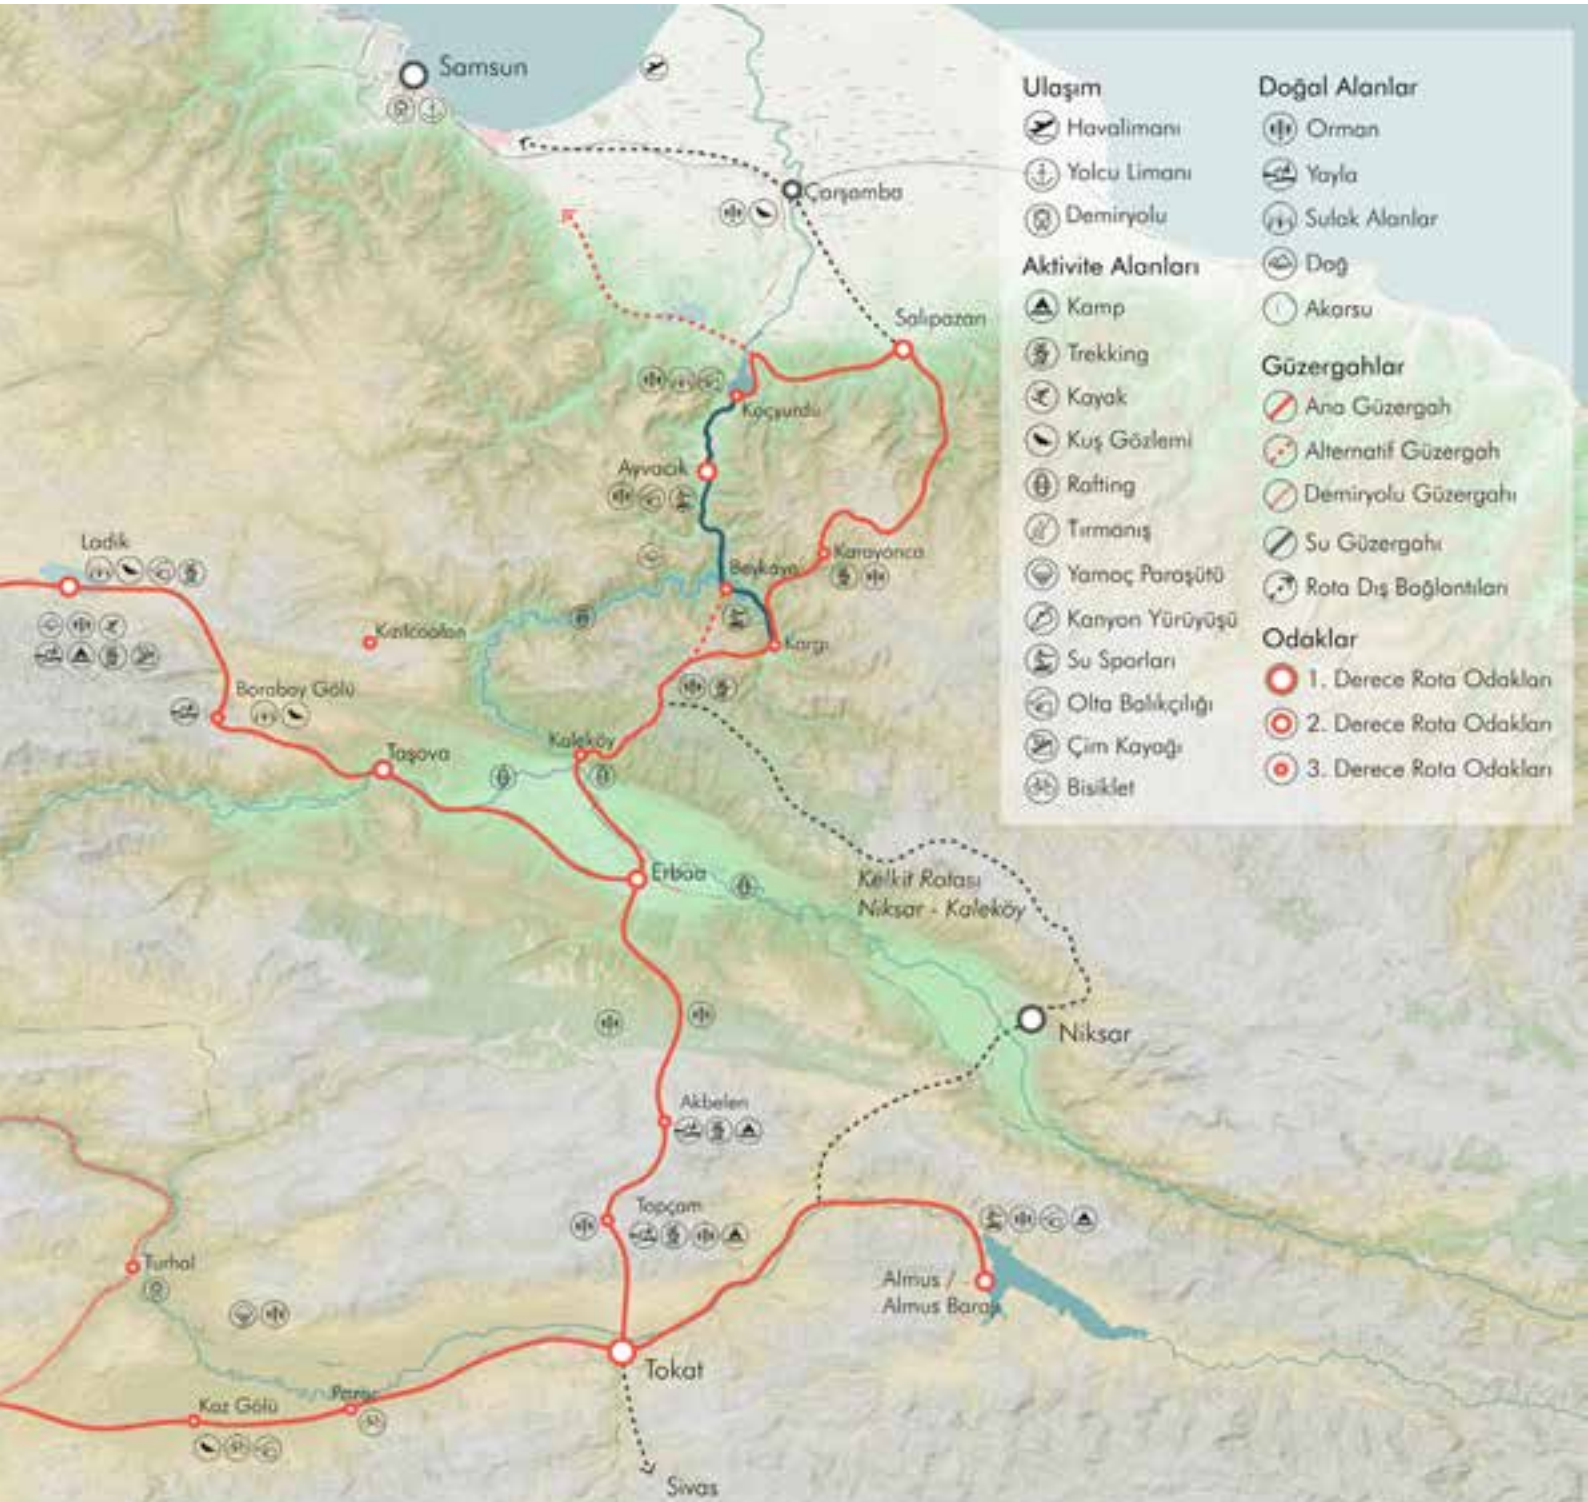 Samsun
Çarşamba
Salıpazarı
Koçyurdu
Ayvacık
Beykaya
Karayonca
Kargı
Ladik
Kızılcaolan
Borabay Gölü
Taşova
Kaleköy
Erbaa
Kelkit Rotası
Niksar - Kaleköy
Niksar
Akbelen
Topçam
Turhal
Almus /
Almus Barajı
Tokat
Kaz Gölü
Pazar
Sivas
Ulaşım
Havalimanı
Yolcu Limanı
Demiryolu
Aktivite Alanları
Kamp
Trekking
Kayak
Kuş Gözlemi
Rafting
Tırmanış
Yamaç Paraşütü
Kanyon Yürüyüşü
Su Sporları
Olta Balıkçılığı
Çim Kayağı
Bisiklet
Doğal Alanlar
Orman
Yayla
Sulak Alanlar
Dağ
Akarsu
Güzergahlar
Ana Güzergah
Alternatif Güzergah
Demiryolu Güzergahı
Su Güzergahı
Rota Dış Bağlantıları
Odaklar
1. Derece Rota Odakları
2. Derece Rota Odakları
3. Derece Rota Odakları